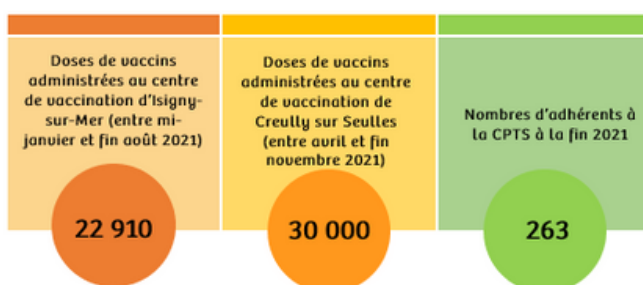 Doses de vaccins
administrées au centre
de vaccination d'Isigny-
sur-Mer (entre mi-
janvier et fin août 2021)
22 910
Doses de vaccins
administrées au centre
de vaccination de
Creully sur Seulles
(entre avril et fin
novembre 2021)
30 000
Nombres d'adhérents à
la CPTS à la fin 2021
263